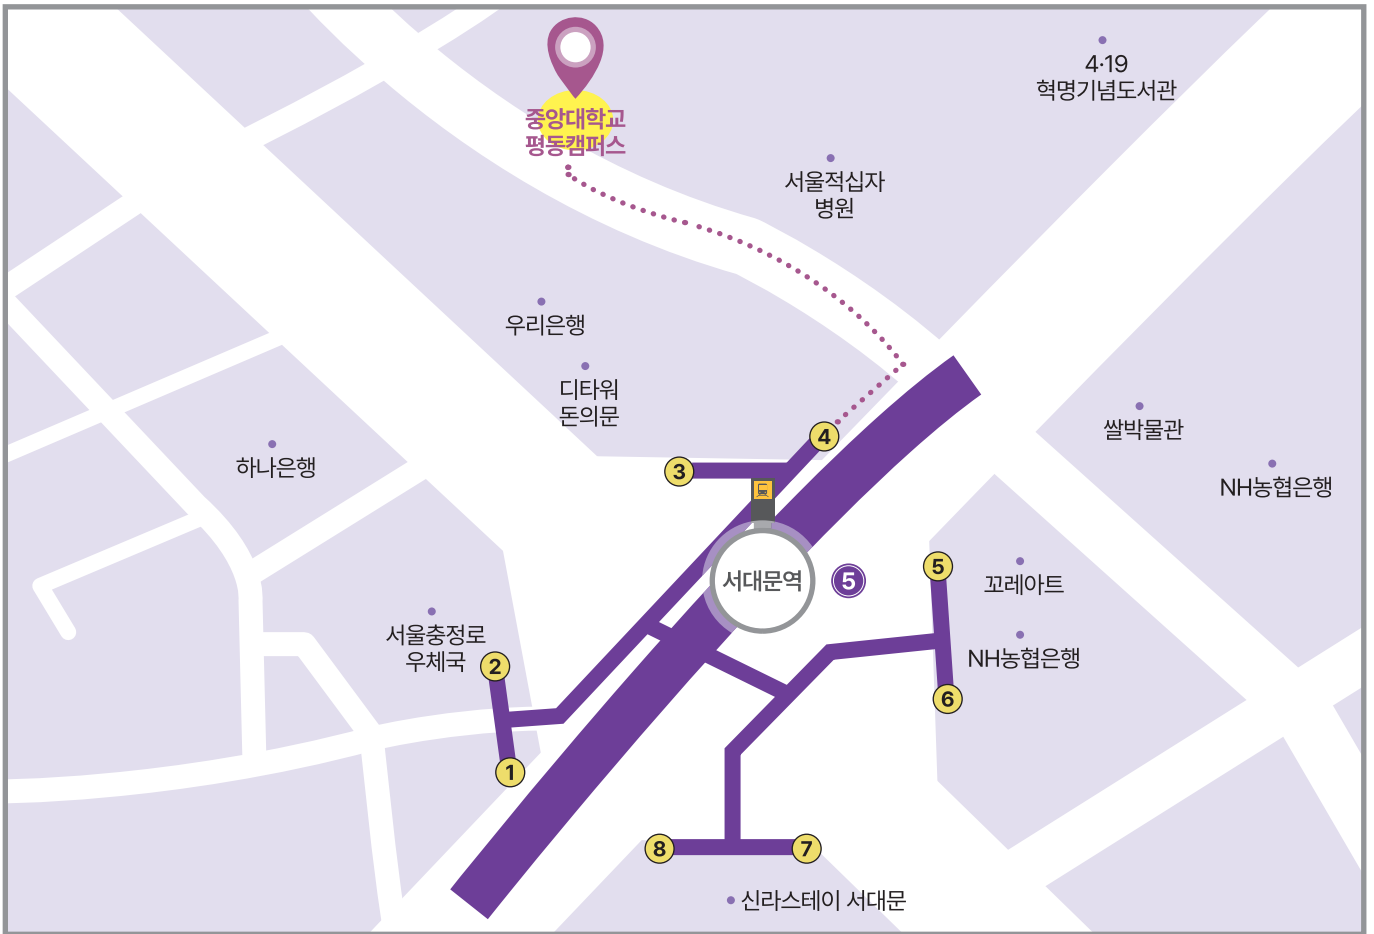 중앙대학교
평동캠퍼스
4·19
혁명기념도서관
서울적십자
병원
우리은행
디타워
돈의문
쌀박물관
하나은행
NH농협은행
4
3
서대문역
5
5
꼬레아트
서울충정로
우체국
2
NH농협은행
6
1
8
7
신라스테이 서대문